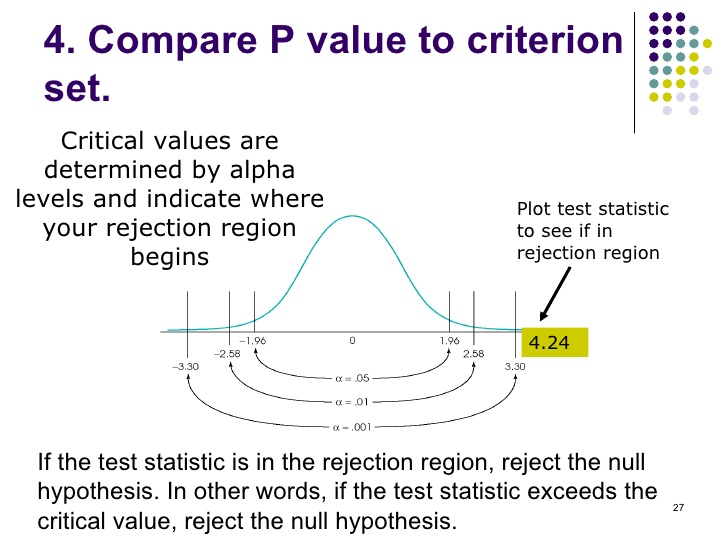 4. Compare P value to criterion
set.
Critical values are
determined by alpha
levels and indicate where
your rejection region
begins
Plot test statistic
to see if in
rejection region
4.24
−1.96
0
1.96
−2.58
2.58
−3.30
3.30
α = .05
α = .01
α = .001
If the test statistic is in the rejection region, reject the null
hypothesis. In other words, if the test statistic exceeds the
critical value, reject the null hypothesis.
27